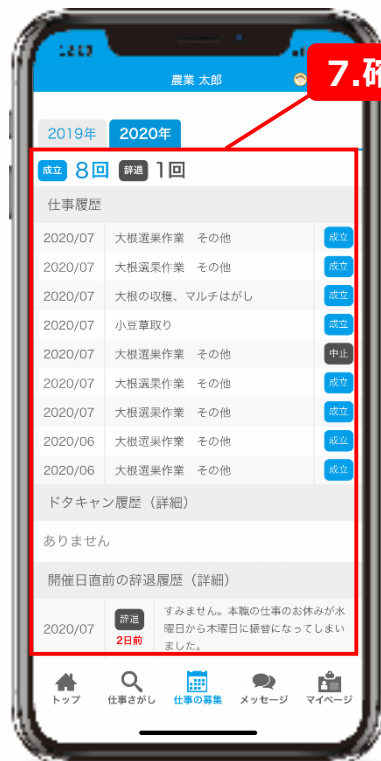 12:07
農業 太郎
7.確
2019年 2020年
成立 8回 辞退 1回
仕事履歴
2020/07 大根選果作業 その他 成立
2020/07 大根選果作業 その他 成立
2020/07 大根の収穫、マルチはがし 成立
2020/07 小豆草取り 成立
2020/07 大根選果作業 その他 中止
2020/07 大根選果作業 その他 成立
2020/07 大根選果作業 その他 成立
2020/06 大根選果作業 その他 成立
2020/06 大根選果作業 その他 成立
ドタキャン履歴（詳細）
ありません
開催日直前の辞退履歴（詳細）
2020/07 辞退 2日前 すみません。本職の仕事のお休みが水
曜日から木曜日に振替になってしまい
ました。
トップ 仕事さがし 仕事の募集 メッセージ マイページ